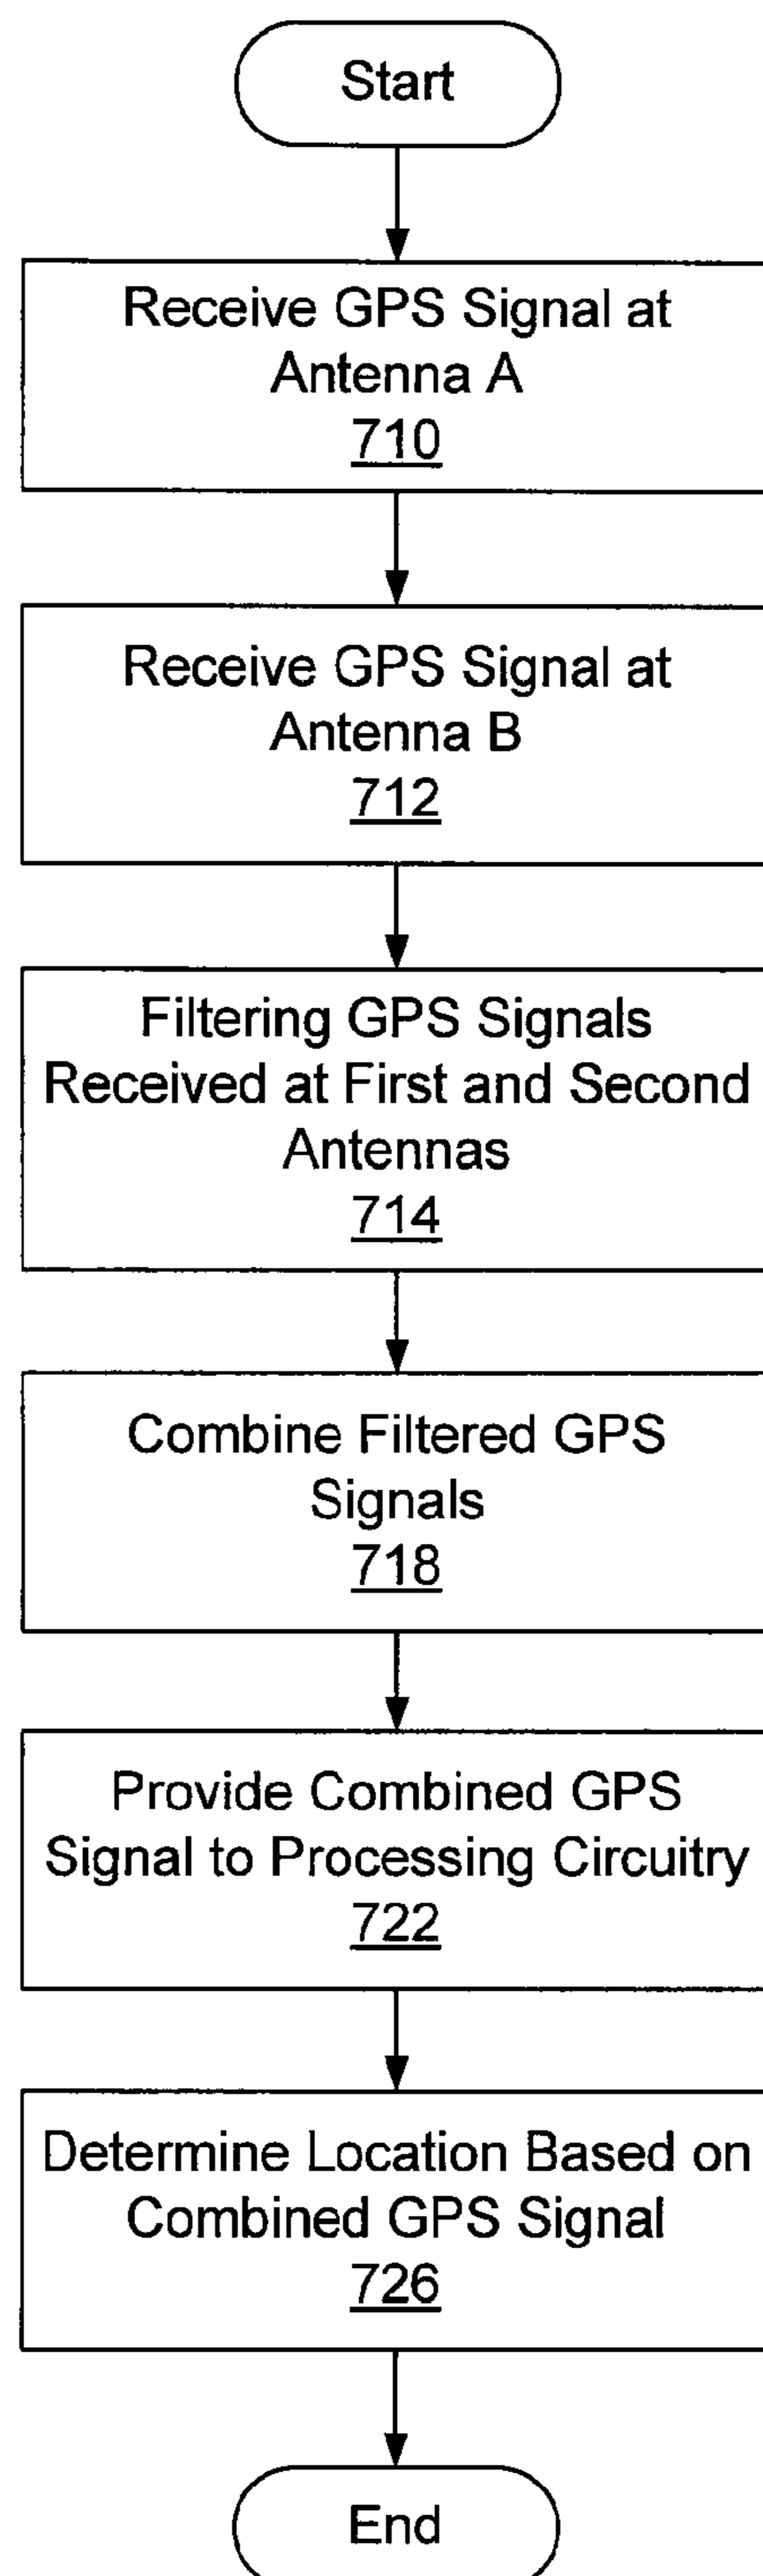 Start
Receive GPS Signal at
Antenna A
710
Receive GPS Signal at
Antenna B
712
Filtering GPS Signals
Received at First and Second
Antennas
714
Combine Filtered GPS
Signals
718
Provide Combined GPS
Signal to Processing Circuitry
722
Determine Location Based on
Combined GPS Signal
726
End